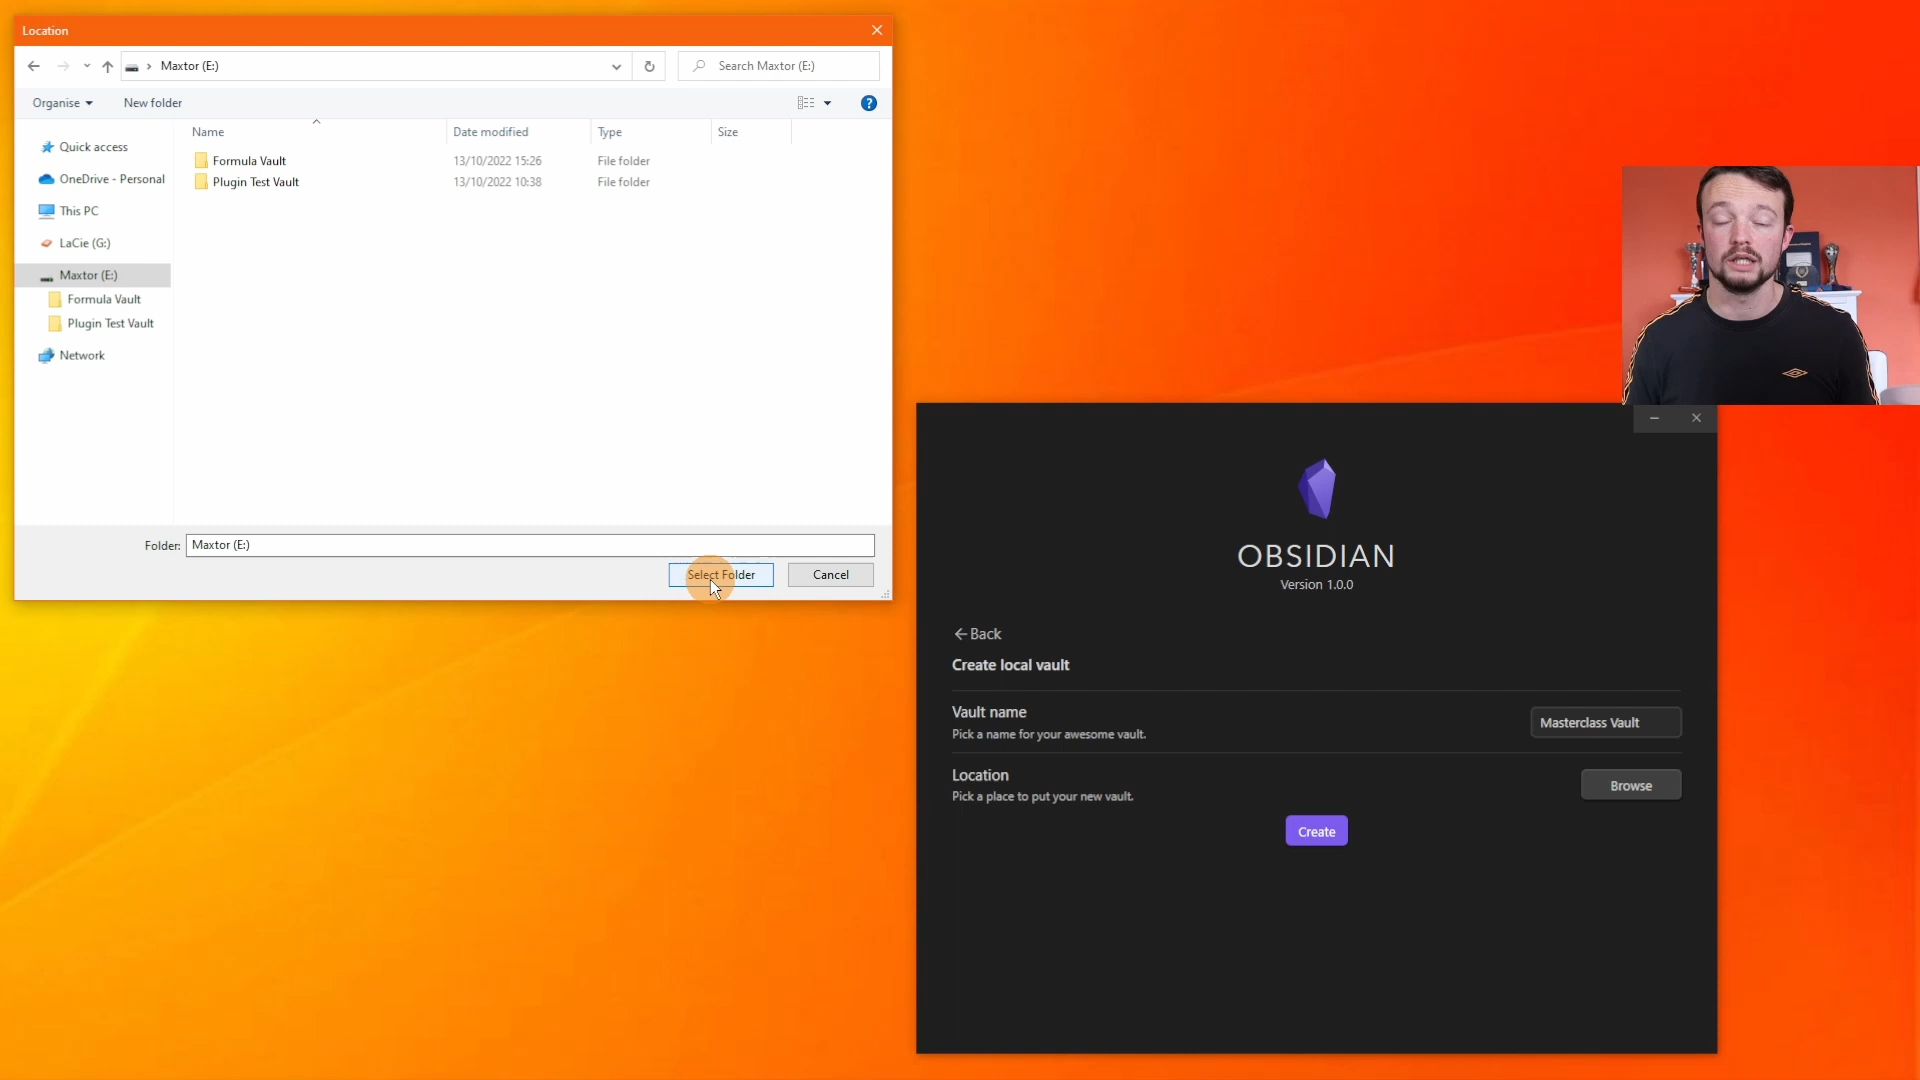 Location
Maxtor (E:)
Search Maxtor (E:)
Organise
New folder
?
Name
Date modified
Type
Size
Quick access
OneDrive - Personal
This PC
LaCie (G:)
Maxtor (E:)
Formula Vault
Plugin Test Vault
Network
Formula Vault 13/10/2022 15:26 File folder
Plugin Test Vault 13/10/2022 10:38 File folder
Folder: Maxtor (E:)
Select Folder
Cancel
OBSIDIAN
Version 1.0.0
Back
Create local vault
Vault name
Pick a name for your awesome vault.
Masterclass Vault
Location
Pick a place to put your new vault.
Browse
Create